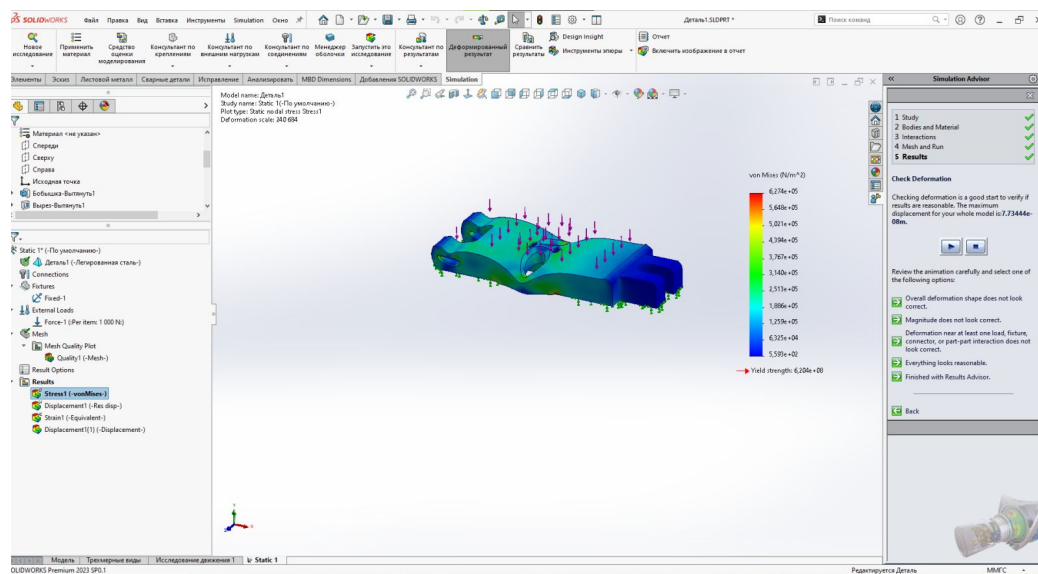 SOLIDWORKS Файл Правка Вид Вставка Инструменты Simulation Окно Деталь1.SLDPRT * Поиск команд
Новое исследование
Применить материал
Средство оценки моделирования
Консультант по креплениям
Консультант по внешним нагрузкам
Консультант по соединениям
Менеджер оболочки
Запустить это исследование
Консультант по результатам
Деформированный результат
Сравнить результаты
Design Insight
Инструменты эпюры
Отчет
Включить изображение в отчет
Элементы Эскиз Листовой металл Сварные детали Исправление Анализировать MBD Dimensions Добавления SOLIDWORKS Simulation
Материал <не указан>
Спереди
Сверху
Справа
Исходная точка
Бобышка-Вытянуть1
Вырез-Вытянуть1
Static 1* (-По умолчанию-)
Деталь1 (-Легированная сталь-)
Connections
Fixtures
Fixed-1
External Loads
Force-1 (:Per item: 1 000 N:)
Mesh
Mesh Quality Plot
Quality1 (-Mesh-)
Result Options
Results
Stress1 (-vonMises-)
Displacement1 (-Res disp-)
Strain1 (-Equivalent-)
Displacement1(1) (-Displacement-)
Model name: Деталь1
Study name: Static 1(-По умолчанию-)
Plot type: Static nodal stress Stress1
Deformation scale: 240 684
von Mises (N/m^2)
6,274e+05
5,648e+05
5,021e+05
4,394e+05
3,767e+05
3,140e+05
2,513e+05
1,886e+05
1,259e+05
6,325e+04
5,593e+02
Yield strength: 6,204e+08
Simulation Advisor
1 Study
2 Bodies and Material
3 Interactions
4 Mesh and Run
5 Results
Check Deformation
Checking deformation is a good start to verify if
results are reasonable. The maximum
displacement for your whole model is:7.73444e-
08m.
Review the animation carefully and select one of
the following options:
Overall deformation shape does not look
correct.
Magnitude does not look correct.
Deformation near at least one load, fixture,
connector, or part-part interaction does not
look correct.
Everything looks reasonable.
Finished with Results Advisor.
Back
Модель Трехмерные виды Исследование движения 1 Static 1
SOLIDWORKS Premium 2023 SP0.1 Редактируется Деталь ММГС